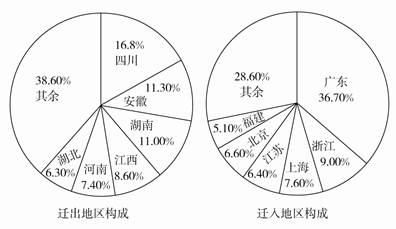 16.8%
四川
11.30%
安徽
湖南
11.00%
江西
8.60%
河南
7.40%
湖北
6.30%
38.60%
其余
迁出地区构成
广东
36.70%
浙江
9.00%
上海
7.60%
江苏
6.40%
北京
6.60%
福建
5.10%
28.60%
其余
迁入地区构成